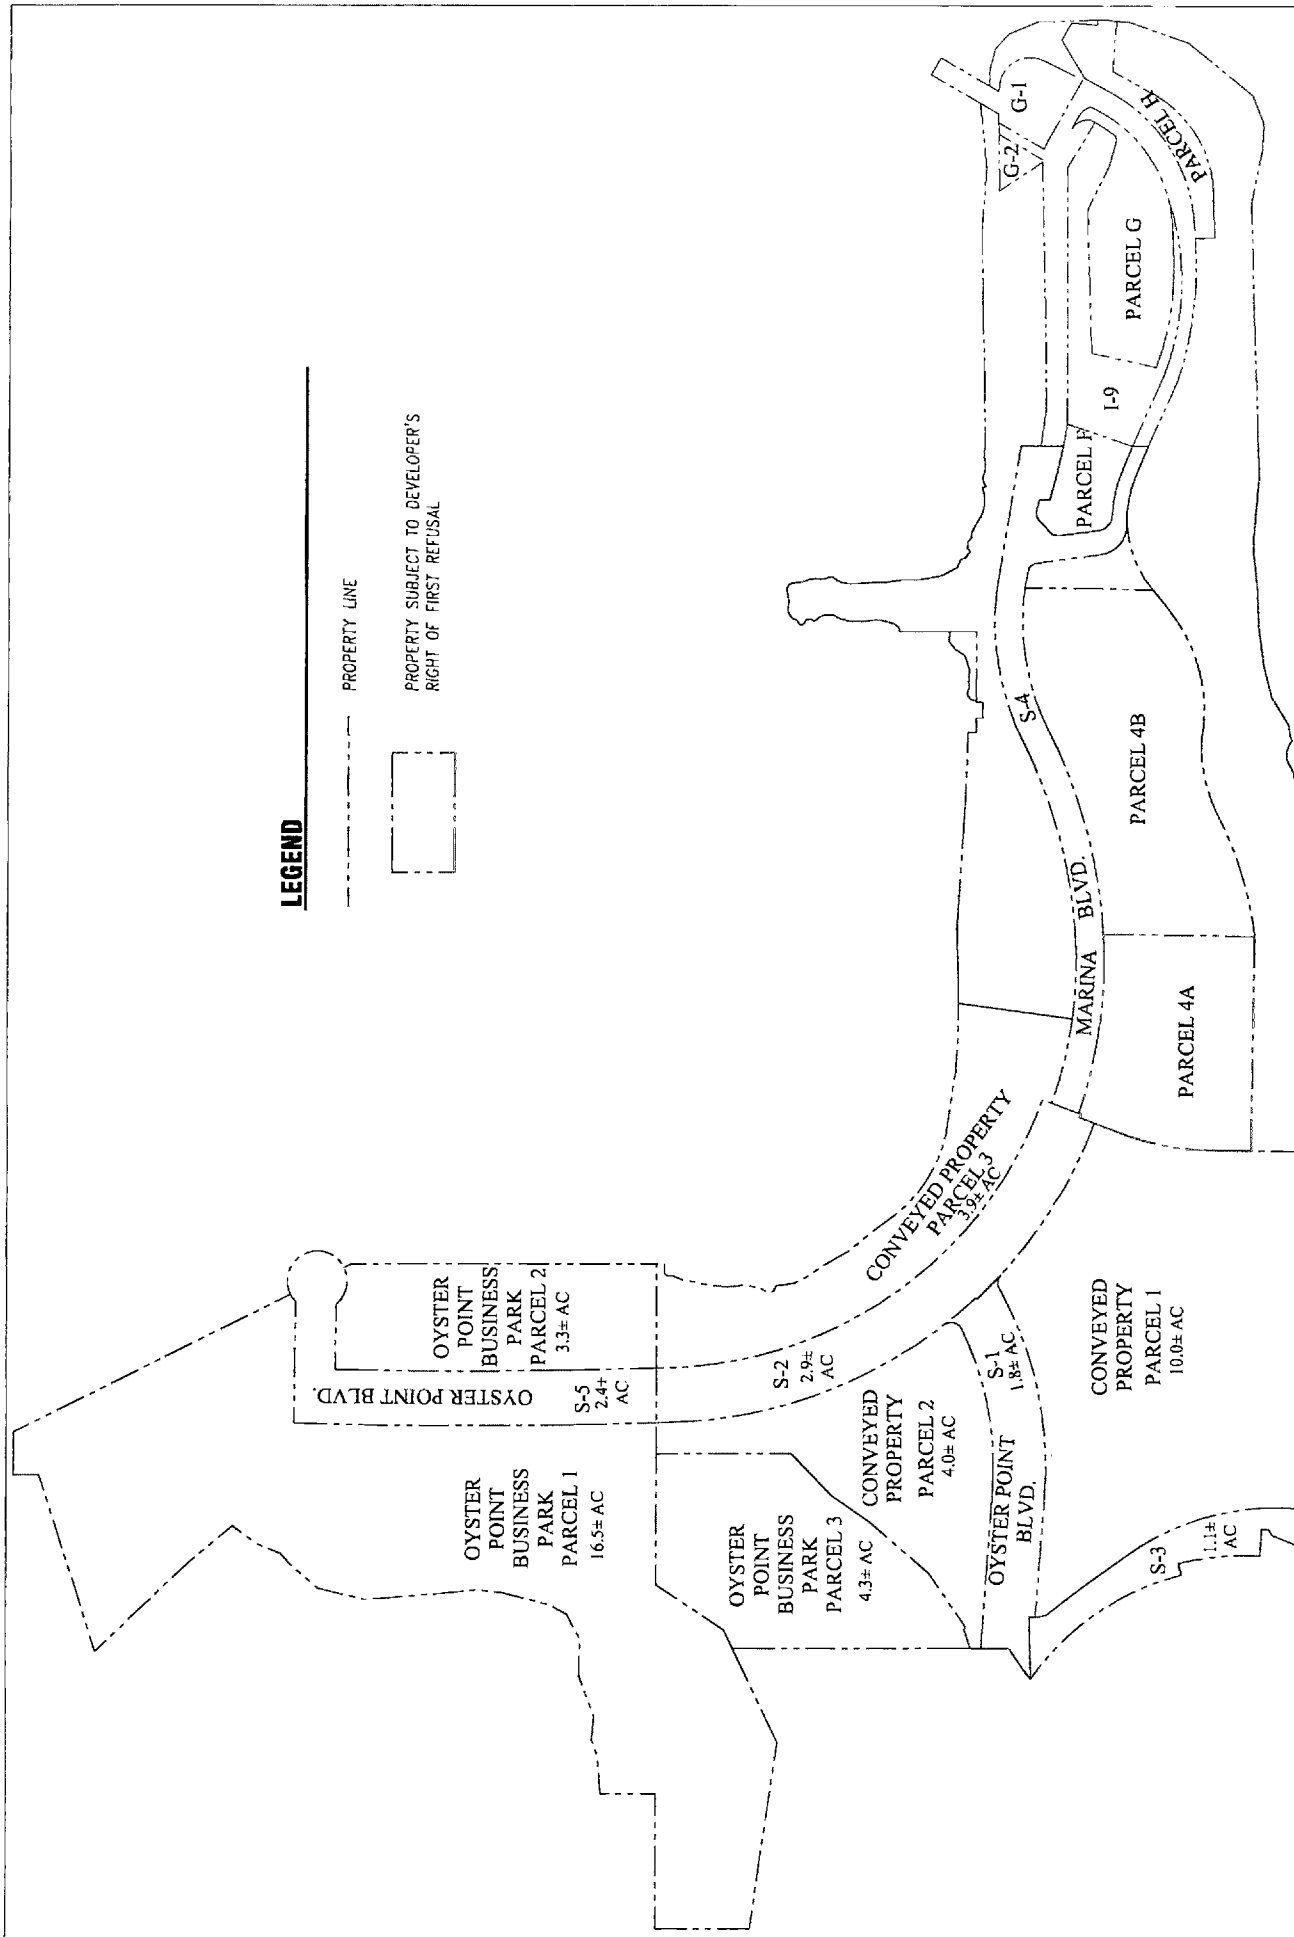 LEGEND
PROPERTY LINE
PROPERTY SUBJECT TO DEVELOPER'S
RIGHT OF FIRST REFUSAL
OYSTER
POINT
BUSINESS
PARK
PARCEL 1
16.5± AC
OYSTER POINT BLVD.
S-5
2.4±
AC
OYSTER
POINT
BUSINESS
PARK
PARCEL 2
3.3± AC
OYSTER
POINT
BUSINESS
PARK
PARCEL 3
4.3± AC
CONVEYED
PROPERTY
PARCEL 2
4.0± AC
S-2
2.9±
AC
CONVEYED PROPERTY
PARCEL 3
3.9± AC
OYSTER POINT
BLVD.
S-1
1.8± AC
S-3
1.1±
AC
CONVEYED
PROPERTY
PARCEL 1
10.0± AC
MARINA BLVD.
S-4
PARCEL 4A
PARCEL 4B
PARCEL F
I-9
PARCEL G
G-2
G-1
PARCEL H